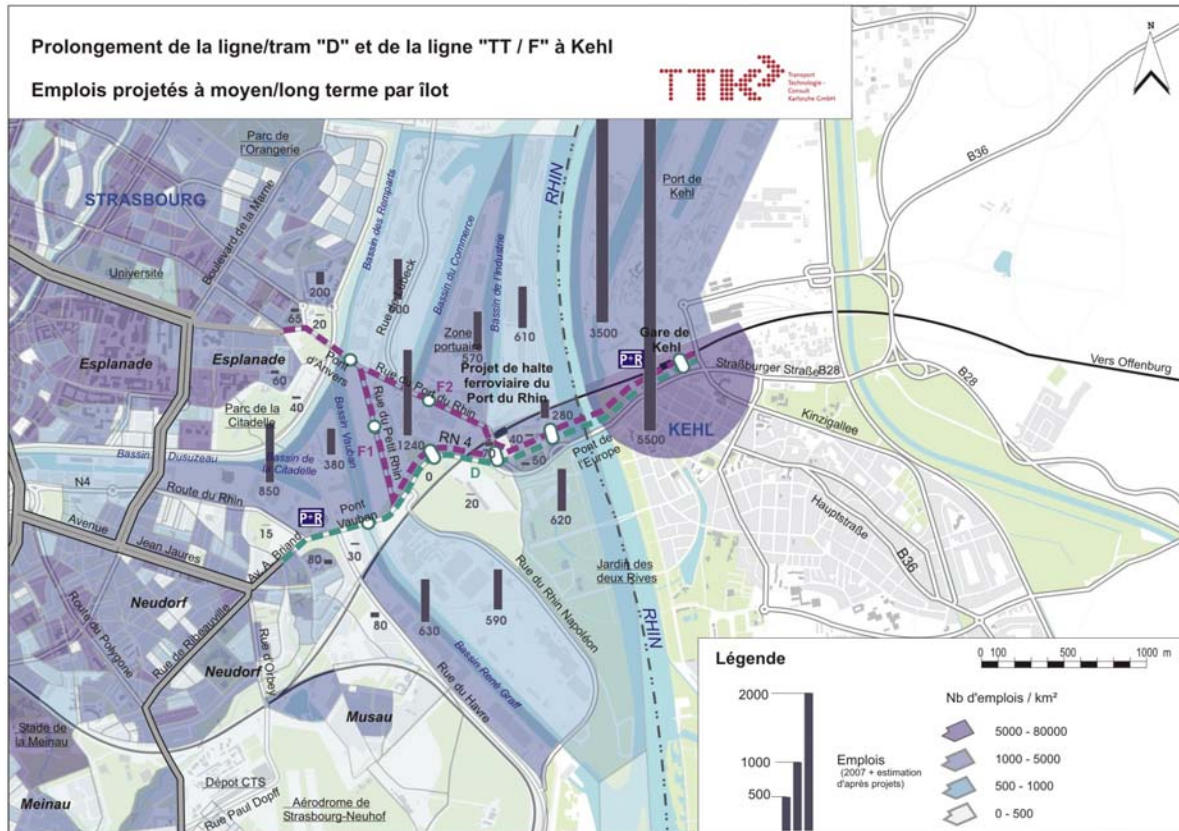 Prolongement de la ligne/tram "D" et de la ligne "TT / F" à Kehl
Emplois projetés à moyen/long terme par îlot
TTK
Transport
Technologie -
Consult
Karlsruhe GmbH
N
Parc de
l'Orangerie
STRASBOURG
Boulevard de la Marne
Université
Bassin des Remparts
Rue de Lübeck
Bassin du Commerce
Bassin de l'Industrie
RHIN
Port de
Kehl
B36
200
65
20
600
Zone
portuaire
570
610
3500
Gare de
Kehl
P+R
Vers Offenburg
Esplanade
Esplanade
60
40
Pont
d'Anvers
Rue du Port du Rhin
F2
Projet de halte
ferroviaire du
Port du Rhin
Straßburger Straße
B28
B28
Kinzigallee
Parc de la
Citadelle
Bassin Vauban
Rue du Petit Rhin
F1
1240
RN 4
70
40
50
280
5500
KEHL
Pont de
l'Europe
Bassin Dusuzeau
Bassin de
la Citadelle
380
850
0
D
20
620
N4
Route du Rhin
P+R
Pont
Vauban
Hauptstraße
B36
Avenue
Jean Jaures
15
Av. A. Briand
80
30
Jardin des
deux Rives
Neudorf
Route du Polygone
Rue de Ribeauville
Neudorf
Rue d'Orbey
80
630
590
Rue du Rhin Napoléon
RHIN
Bassin René Graff
Rue du Havre
Musau
Stade de
la Meinau
Meinau
Dépot CTS
Rue Paul Dopff
Aérodrome de
Strasbourg-Neuhof
Légende
0 100 500 1000 m
2000
1000
500
Emplois
(2007 + estimation
d'après projets)
Nb d'emplois / km²
5000 - 80000
1000 - 5000
500 - 1000
0 - 500